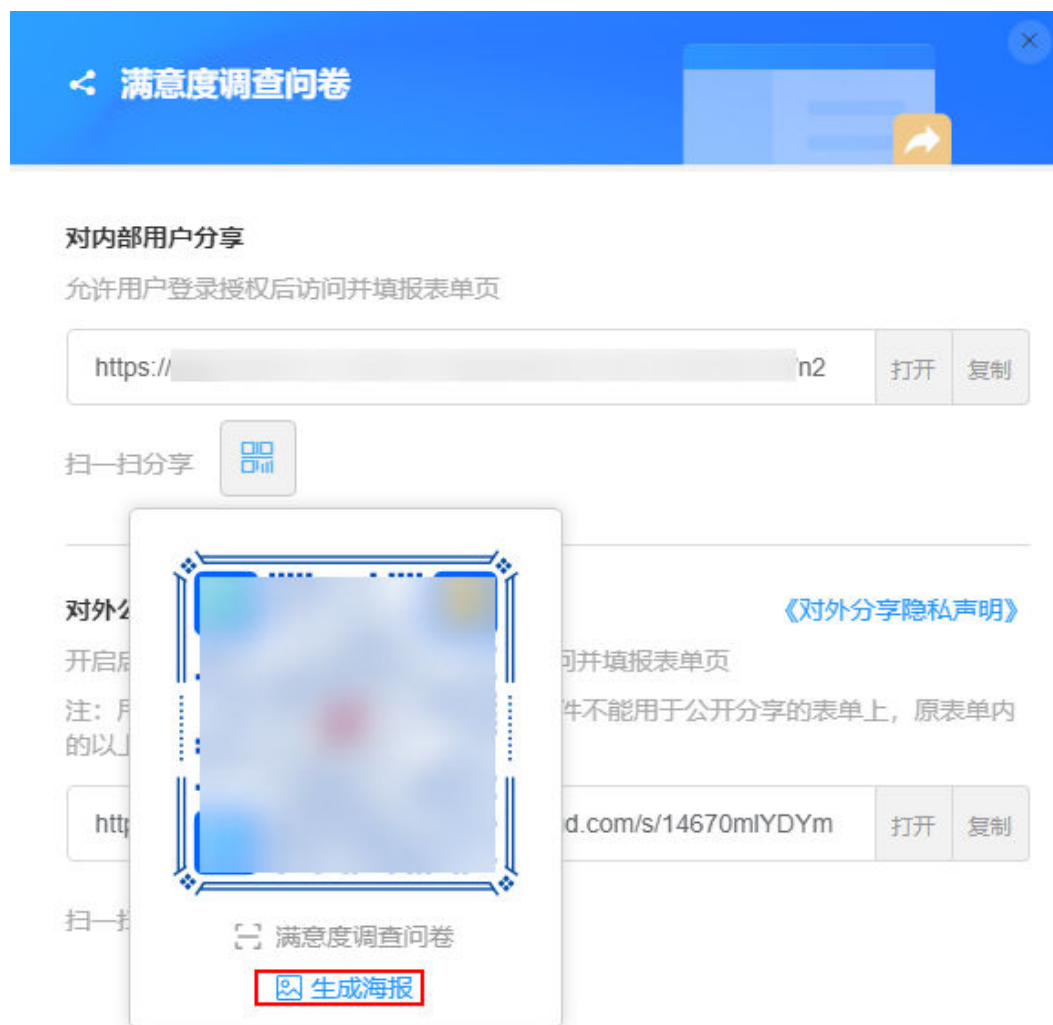 满意度调查问卷
对内部用户分享
允许用户登录授权后访问并填报表单页
https:// n2
打开
复制
扫一扫分享
对外
《对外分享隐私声明》
开启 并填报表单页
注： 件不能用于公开分享的表单上，原表单内
的以
htt d.com/s/14670mIYDYm
打开
复制
扫一
满意度调查问卷
生成海报